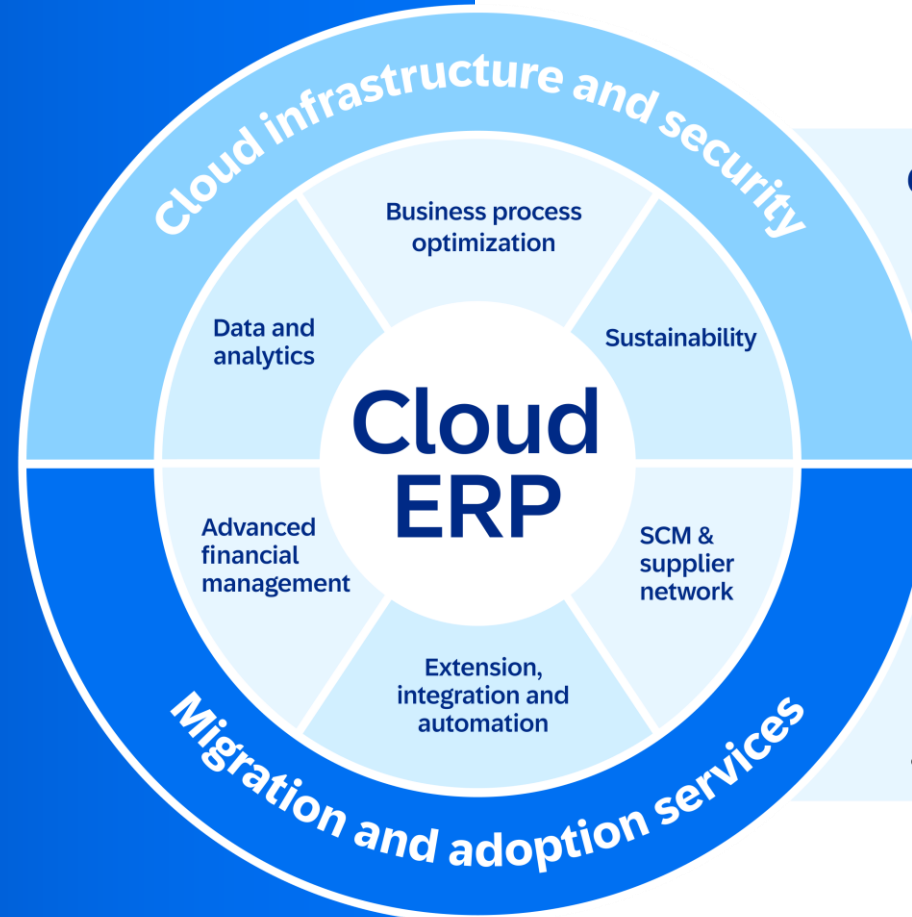 Cloud infrastructure and security
Business process
optimization
Data and
analytics
Sustainability
Cloud
ERP
Advanced
financial
management
SCM &
supplier
network
Extension,
integration and
automation
Migration and adoption services